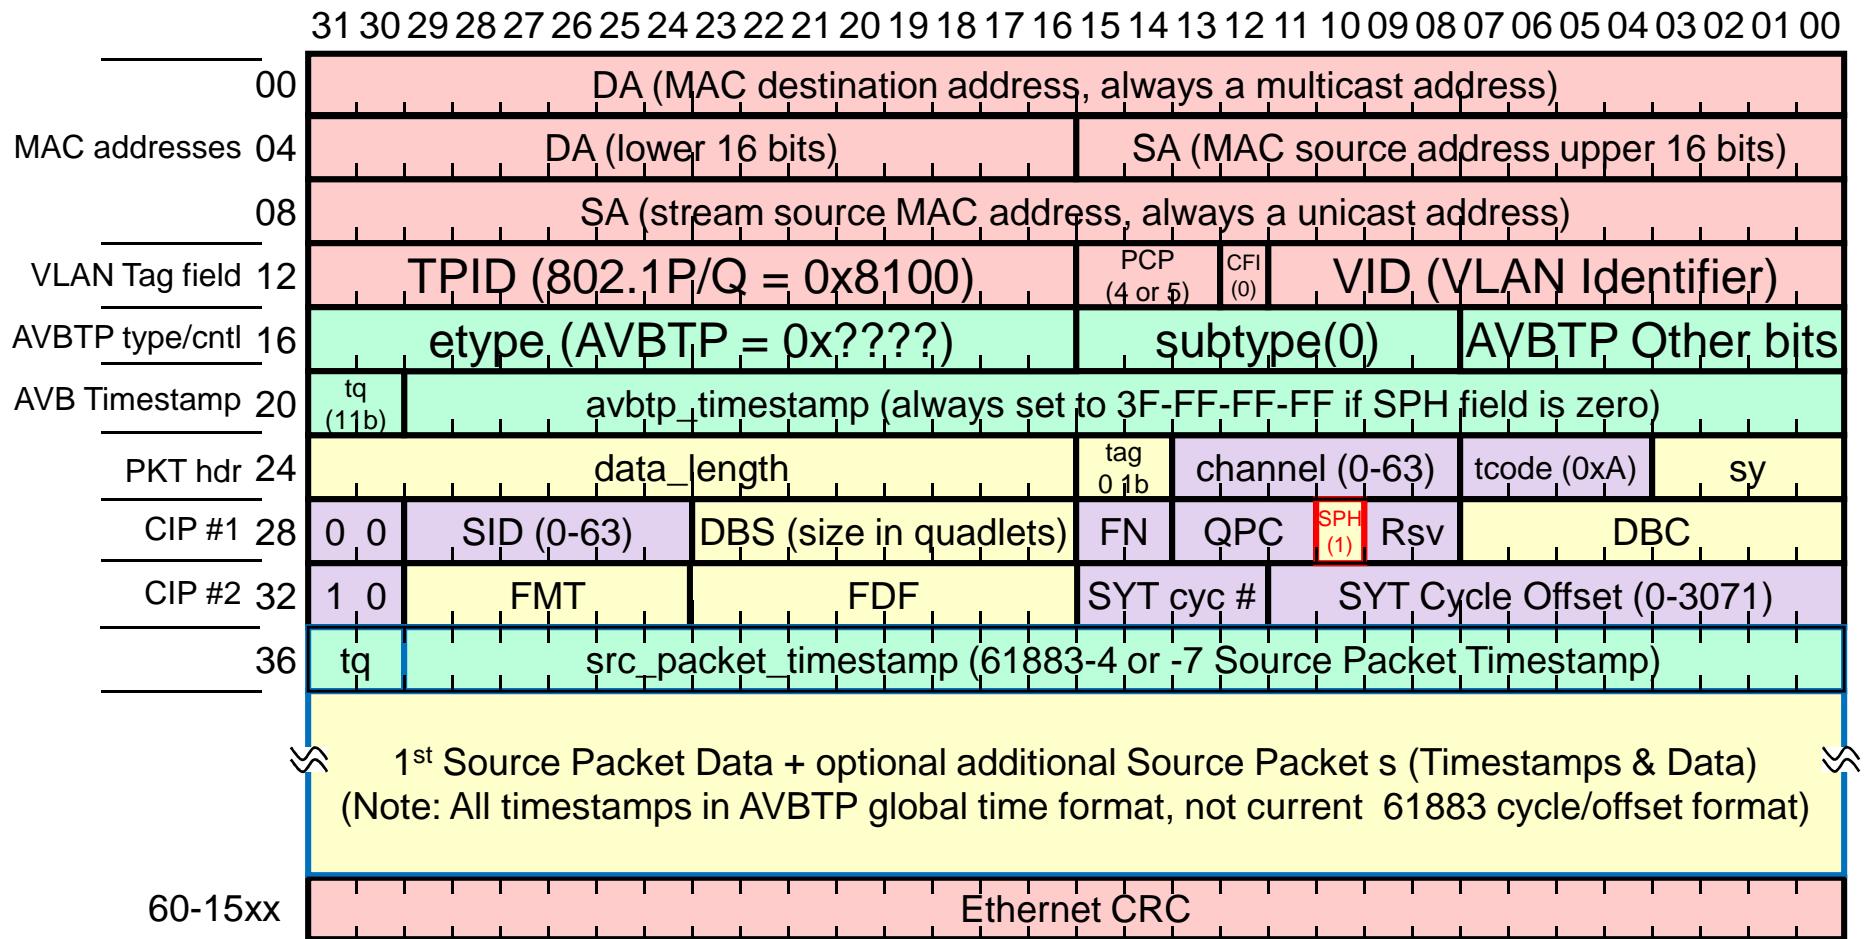 31 30 29 28 27 26 25 24 23 22 21 20 19 18 17 16 15 14 13 12 11 10 09 08 07 06 05 04 03 02 01 00
00 DA (MAC destination address, always a multicast address)
MAC addresses 04 DA (lower 16 bits) SA (MAC source address upper 16 bits)
08 SA (stream source MAC address, always a unicast address)
VLAN Tag field 12 TPID (802.1P/Q = 0x8100) PCP (4 or 5) CFI (0) VID (VLAN Identifier)
AVBTP type/cntl 16 etype (AVBTP = 0x????) subtype(0) AVBTP Other bits
AVB Timestamp 20 tq (11b) avbtp_timestamp (always set to 3F-FF-FF-FF if SPH field is zero)
PKT hdr 24 data_length tag 0 1b channel (0-63) tcode (0xA) sy
CIP #1 28 0 0 SID (0-63) DBS (size in quadlets) FN QPC SPH (1) Rsv DBC
CIP #2 32 1 0 FMT FDF SYT cyc # SYT Cycle Offset (0-3071)
36 tq src_packet_timestamp (61883-4 or -7 Source Packet Timestamp)
1st Source Packet Data + optional additional Source Packet s (Timestamps & Data)
(Note: All timestamps in AVBTP global time format, not current 61883 cycle/offset format)
60-15xx Ethernet CRC